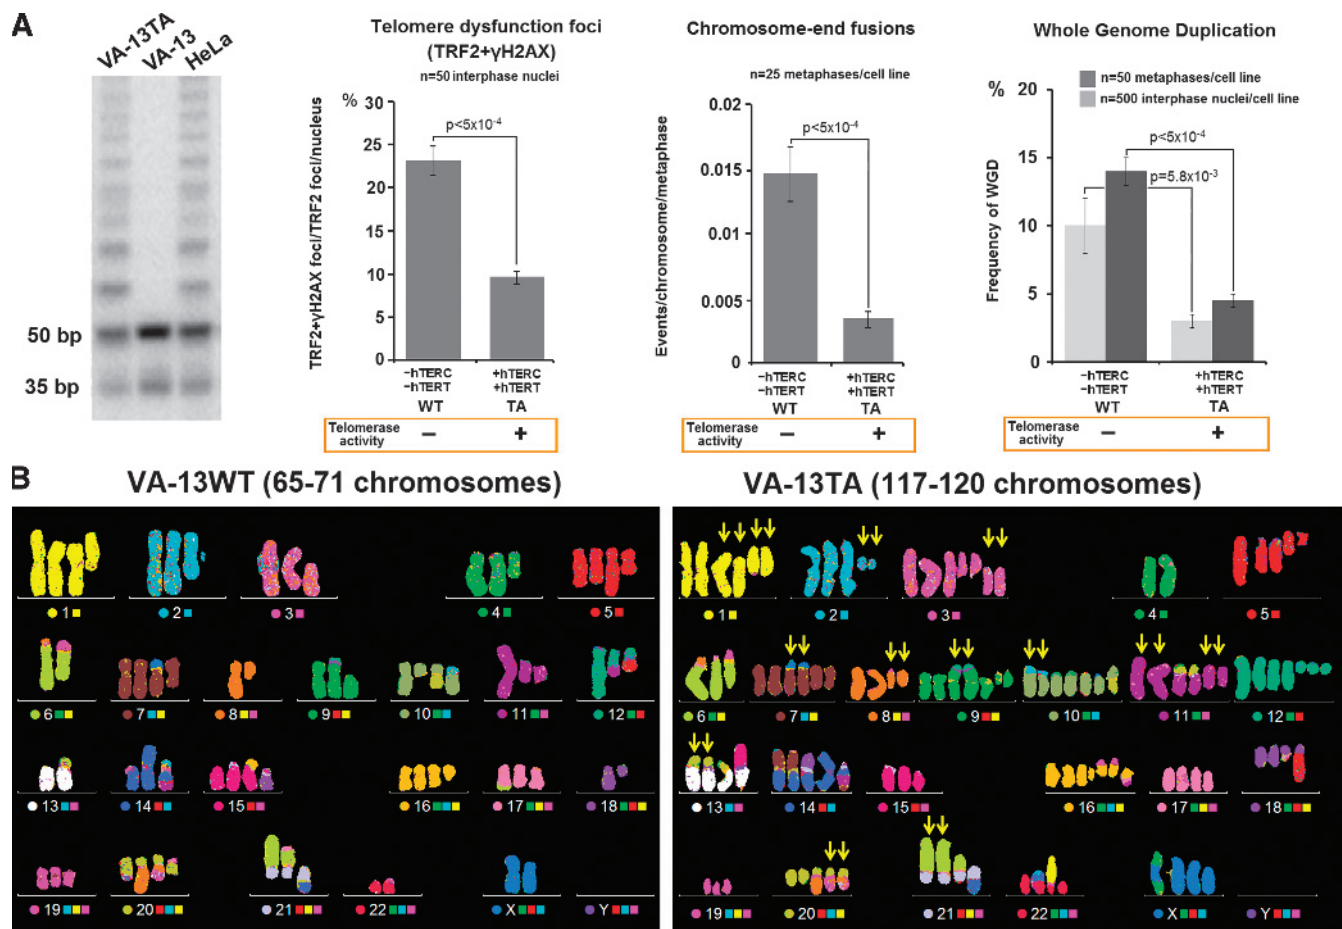 A
VA-13TA
VA-13
HeLa
50 bp
35 bp
Telomere dysfunction foci
(TRF2+γH2AX)
n=50 interphase nuclei
%
TRF2+γH2AX foci/TRF2 foci/nucleus
30
25
20
15
10
5
0
p<5x10⁻⁴
−hTERC
−hTERT
WT
+hTERC
+hTERT
TA
Telomerase
activity
−
+
Chromosome-end fusions
n=25 metaphases/cell line
Events/chromosome/metaphase
0.02
0.015
0.01
0.005
0
p<5x10⁻⁴
−hTERC
−hTERT
WT
+hTERC
+hTERT
TA
Telomerase
activity
−
+
Whole Genome Duplication
n=50 metaphases/cell line
n=500 interphase nuclei/cell line
%
Frequency of WGD
20
15
10
5
0
p<5x10⁻⁴
p=5.8x10⁻³
−hTERC
−hTERT
WT
+hTERC
+hTERT
TA
Telomerase
activity
−
+
B
VA-13WT (65-71 chromosomes)
1 2 3 4 5
6 7 8 9 10 11 12
13 14 15 16 17 18
19 20 21 22 X Y
VA-13TA (117-120 chromosomes)
1 2 3 4 5
6 7 8 9 10 11 12
13 14 15 16 17 18
19 20 21 22 X Y